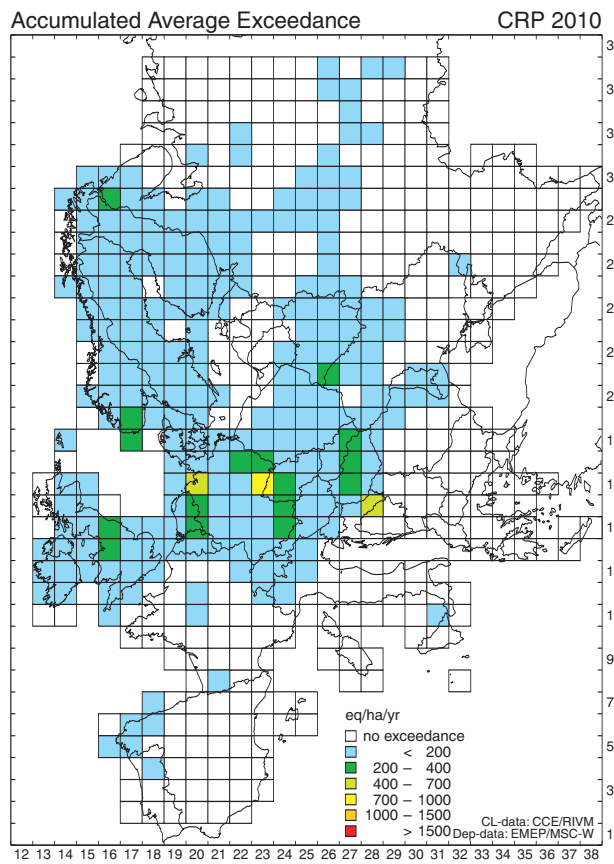 Accumulated Average Exceedance CRP 2010
3
3
3
3
3
3
2
2
2
2
2
1
1
1
1
1
9
7
5
3
1
eq/ha/yr
no exceedance
< 200
200 – 400
400 – 700
700 – 1000
1000 – 1500
> 1500
CL-data: CCE/RIVM
Dep-data: EMEP/MSC-W
12 13 14 15 16 17 18 19 20 21 22 23 24 25 26 27 28 29 30 31 32 33 34 35 36 37 38